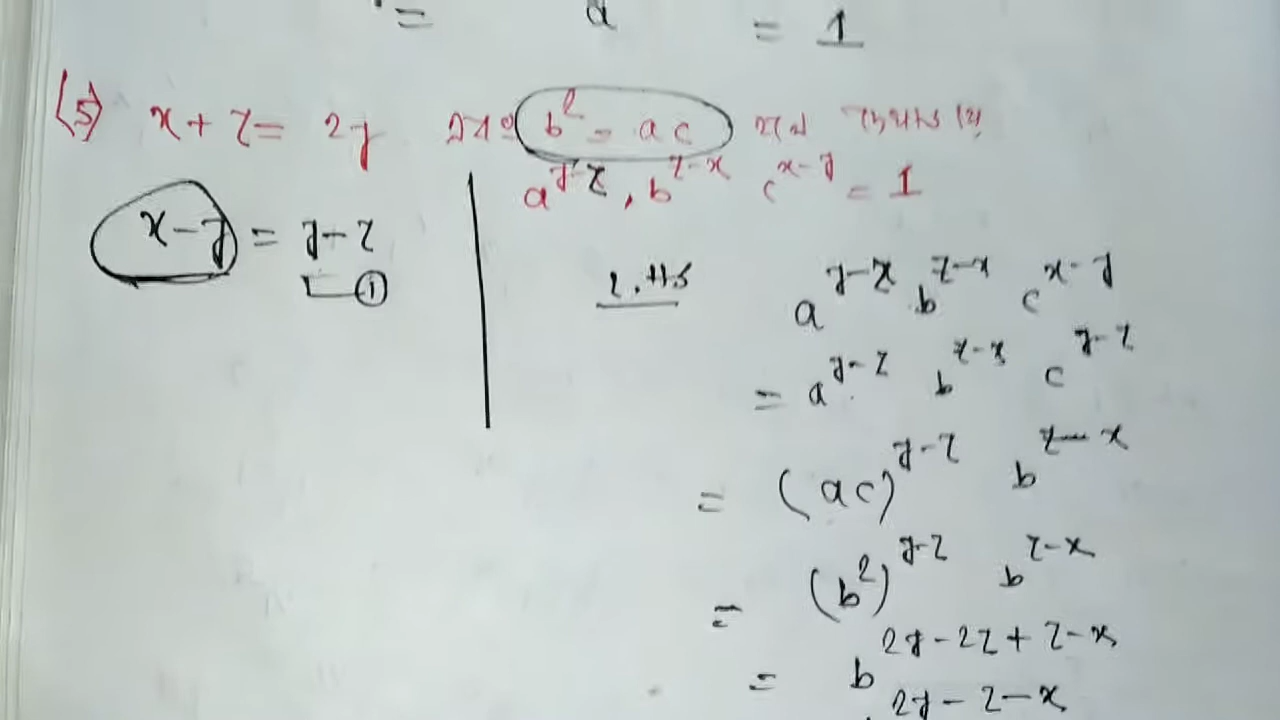 = a = 1
(5) x + z = 2y b² = ac
a^{y-z}, b^{z-x} c^{x-y} = 1
x - y = y - z
①
L.H.S a^{y-z} b^{z-x} c^{x-y}
= a^{y-z} b^{z-x} c^{y-z}
= (ac)^{y-z} b^{z-x}
= (b²)^{y-z} b^{z-x}
= b^{2y-2z+z-x}
2y - z - x